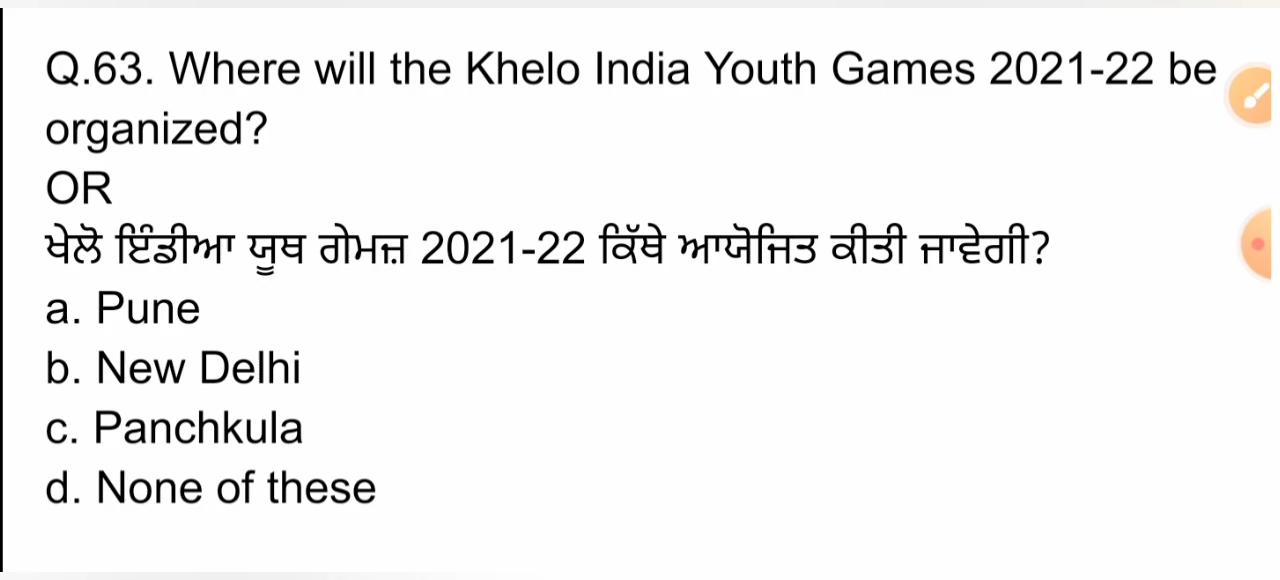 Q.63. Where will the Khelo India Youth Games 2021-22 be
organized?
OR
ਖੇਲੋ ਇੰਡੀਆ ਯੂਥ ਗੇਮਜ਼ 2021-22 ਕਿੱਥੇ ਆਯੋਜਿਤ ਕੀਤੀ ਜਾਵੇਗੀ?
a. Pune
b. New Delhi
c. Panchkula
d. None of these